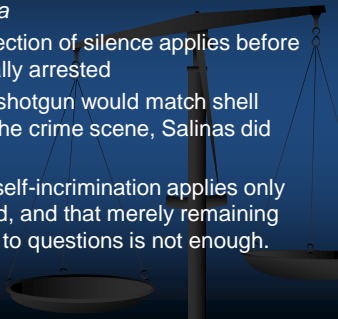 a
ection of silence applies before
ally arrested
shotgun would match shell
he crime scene, Salinas did
self-incrimination applies only
d, and that merely remaining
to questions is not enough.